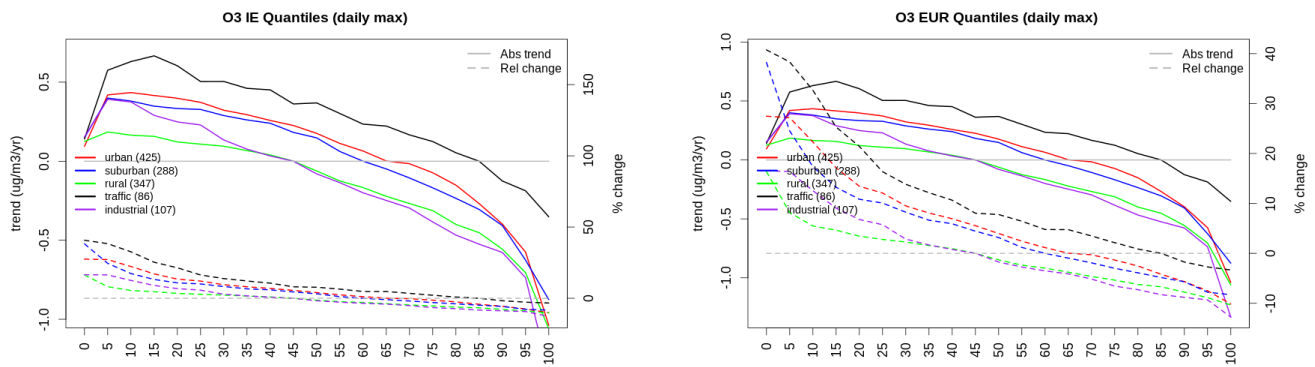 O3 IE Quantiles (daily max)
Abs trend
Rel change
trend (ug/m3/yr)
0.5
0.0
-0.5
-1.0
urban (425)
suburban (288)
rural (347)
traffic (86)
industrial (107)
% change
150
100
50
0
0 5 10 15 20 25 30 35 40 45 50 55 60 65 70 75 80 85 90 95 100
O3 EUR Quantiles (daily max)
Abs trend
Rel change
trend (ug/m3/yr)
1.0
0.5
0.0
-0.5
-1.0
urban (425)
suburban (288)
rural (347)
traffic (86)
industrial (107)
% change
40
30
20
10
0
-10
0 5 10 15 20 25 30 35 40 45 50 55 60 65 70 75 80 85 90 95 100